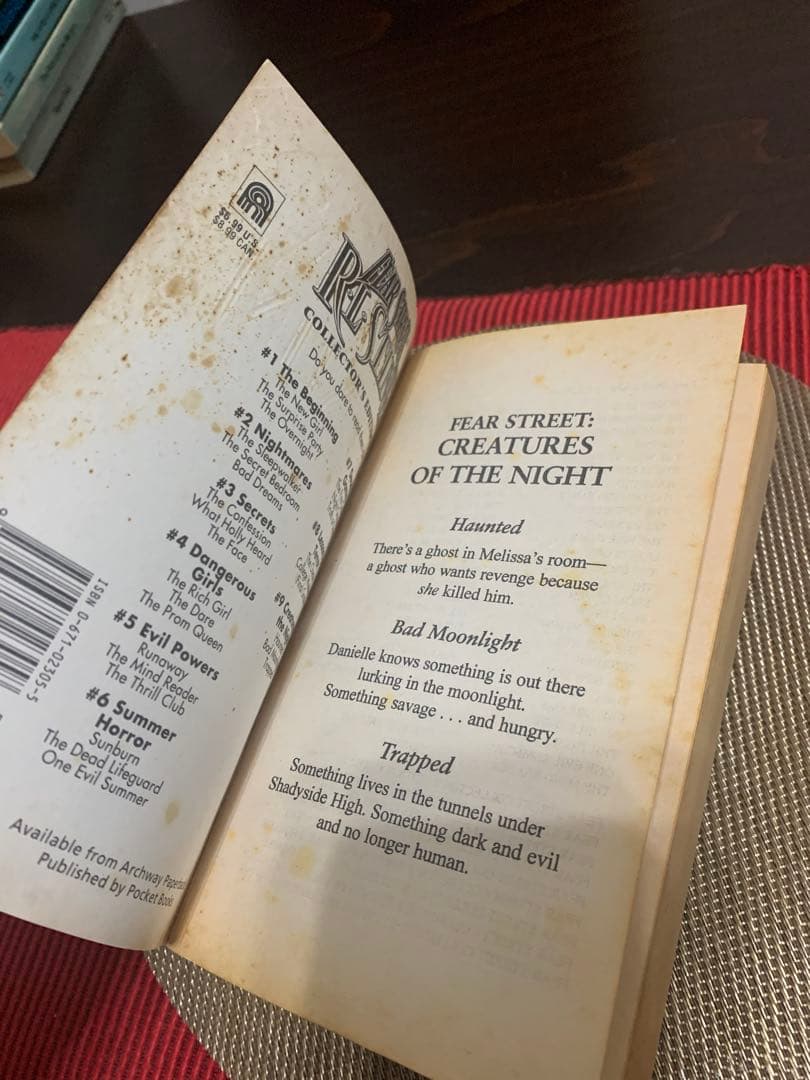 $5.99 U.S.
$8.99 CAN.
COLLECTOR'S
Do you dare to
#1 The Beginning
The New Girl
The Surprise Party
The Overnight
#2 Nightmares
The Sleepwalker
The Secret Bedroom
Bad Dreams
#3 Secrets
The Confession
What Holly Heard
The Face
#4 Dangerous
Girls
The Rich Girl
The Dare
The Prom Queen
#5 Evil Powers
Runaway
The Mind Reader
The Thrill Club
#6 Summer
Horror
Sunburn
The Dead Lifeguard
One Evil Summer
Available from Archway
Published by Pocket Books
ISBN 0-671-02305-5
FEAR STREET:
CREATURES
OF THE NIGHT
Haunted
There's a ghost in Melissa's room—
a ghost who wants revenge because
she killed him.
Bad Moonlight
Danielle knows something is out there
lurking in the moonlight.
Something savage . . . and hungry.
Trapped
Something lives in the tunnels under
Shadyside High. Something dark and evil
and no longer human.